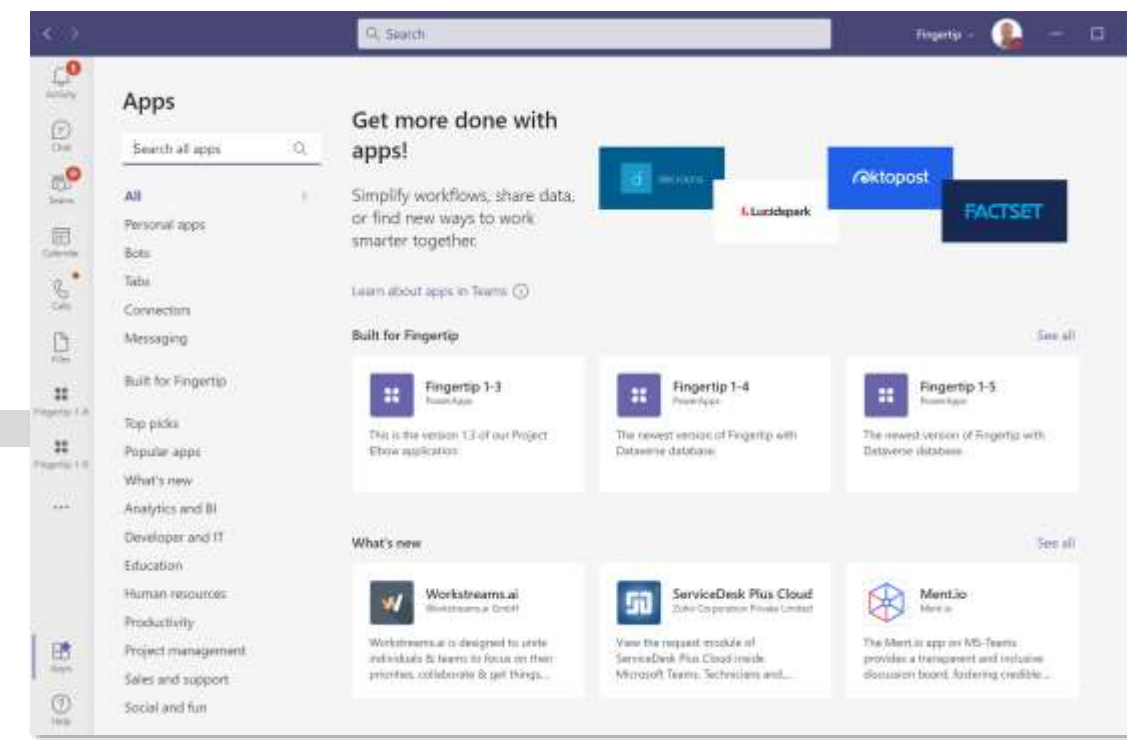 Search
Fingertip
Activity
Chat
Teams
Calendar
Calls
Files
Fingertip 1-8
Fingertip 1-8
Apps
Help
Apps
Search all apps
All
Personal apps
Bots
Tabs
Connectors
Messaging
Built for Fingertip
Top picks
Popular apps
What's new
Analytics and BI
Developer and IT
Education
Human resources
Productivity
Project management
Sales and support
Social and fun
Get more done with
apps!
Simplify workflows, share data,
or find new ways to work
smarter together.
Learn about apps in Teams
decisions
Lucidspark
Oktopost
FACTSET
Built for Fingertip
See all
Fingertip 1-3
PowerApps
This is the version 1.3 of our Project
Elbow application
Fingertip 1-4
PowerApps
The newest version of Fingertip with
Dataverse database.
Fingertip 1-5
PowerApps
The newest version of Fingertip with
Dataverse database.
What's new
See all
Workstreams.ai
Workstreams.ai GmbH
Workstreams.ai is designed to unite
individuals & teams to focus on their
priorities, collaborate & get things...
ServiceDesk Plus Cloud
Zoho Corporation Private Limited
View the request module of
ServiceDesk Plus Cloud inside
Microsoft Teams. Technicians and...
Ment.io
Ment.io
The Ment.io app on MS-Teams
provides a transparent and inclusive
discussion board, fostering credible...